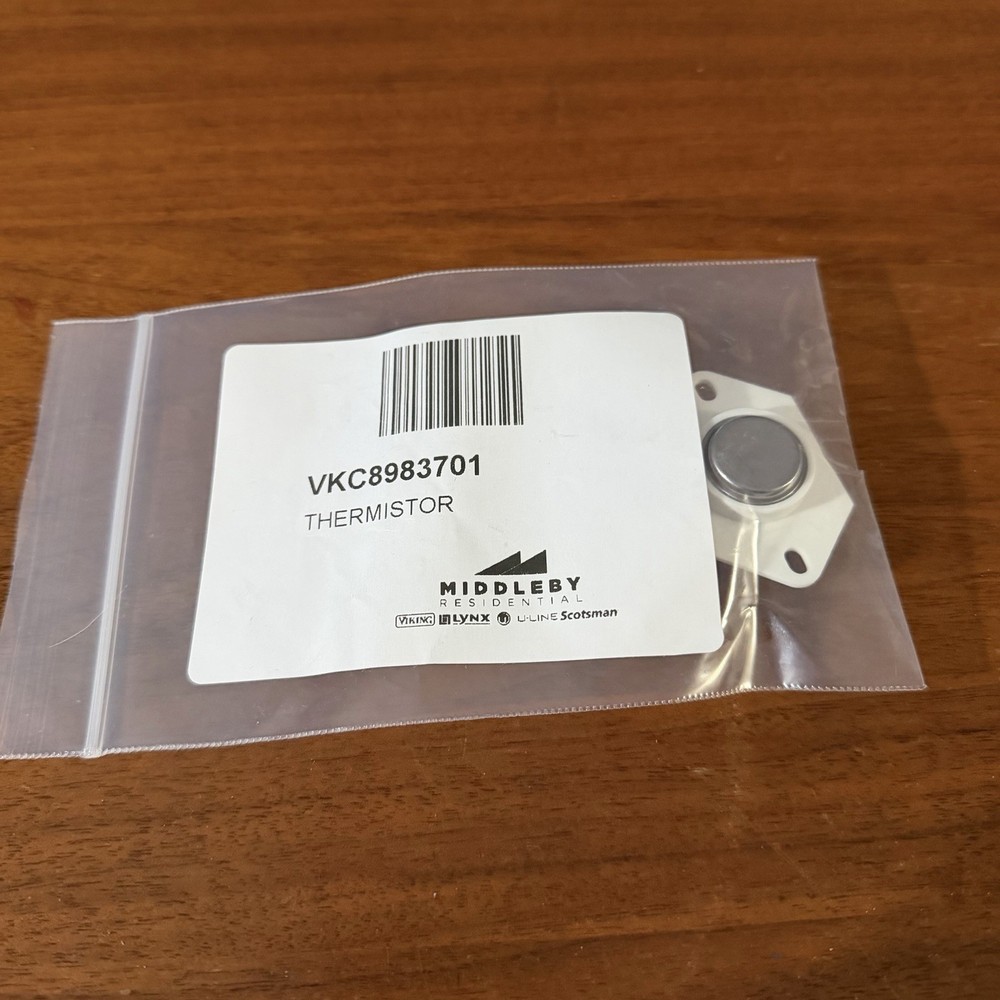 VKC8983701
THERMISTOR
MIDDLEBY
RESIDENTIAL
VIKING LYNX U-LINE Scotsman